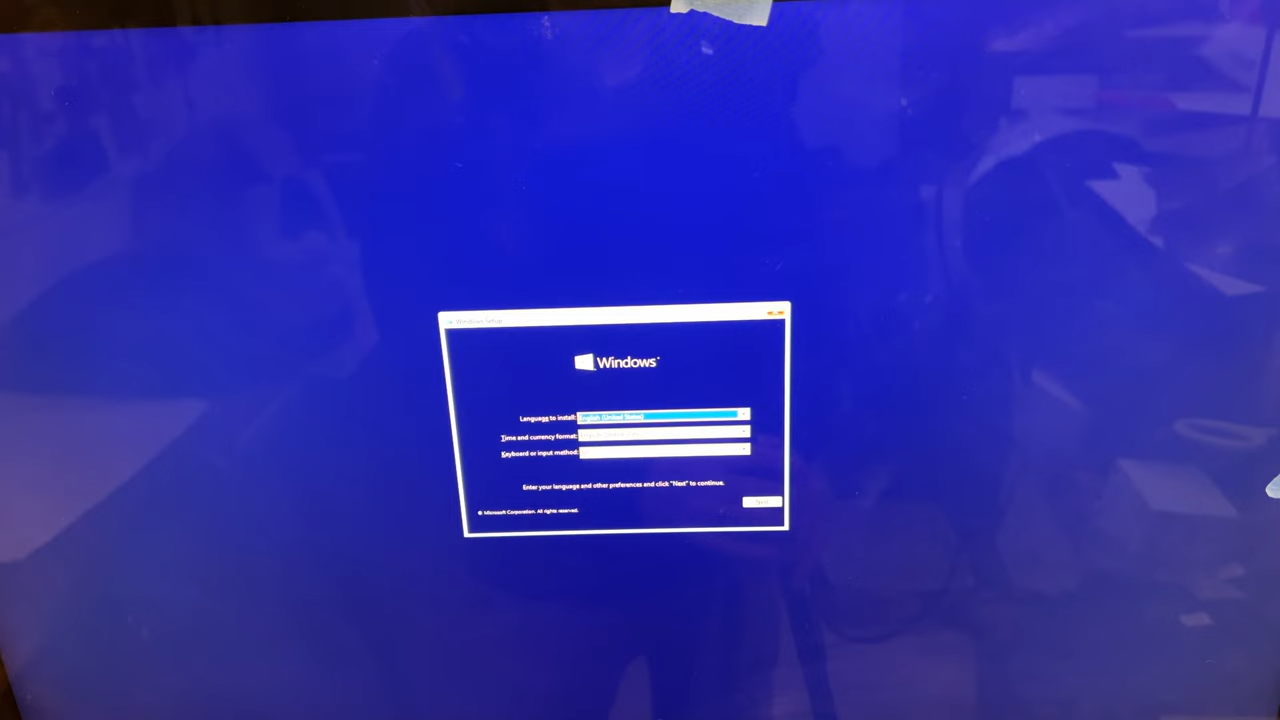 Windows Setup
Windows
Language to install: English (United States)
Time and currency format:
Keyboard or input method:
Enter your language and other preferences and click "Next" to continue.
© Microsoft Corporation. All rights reserved.
Next